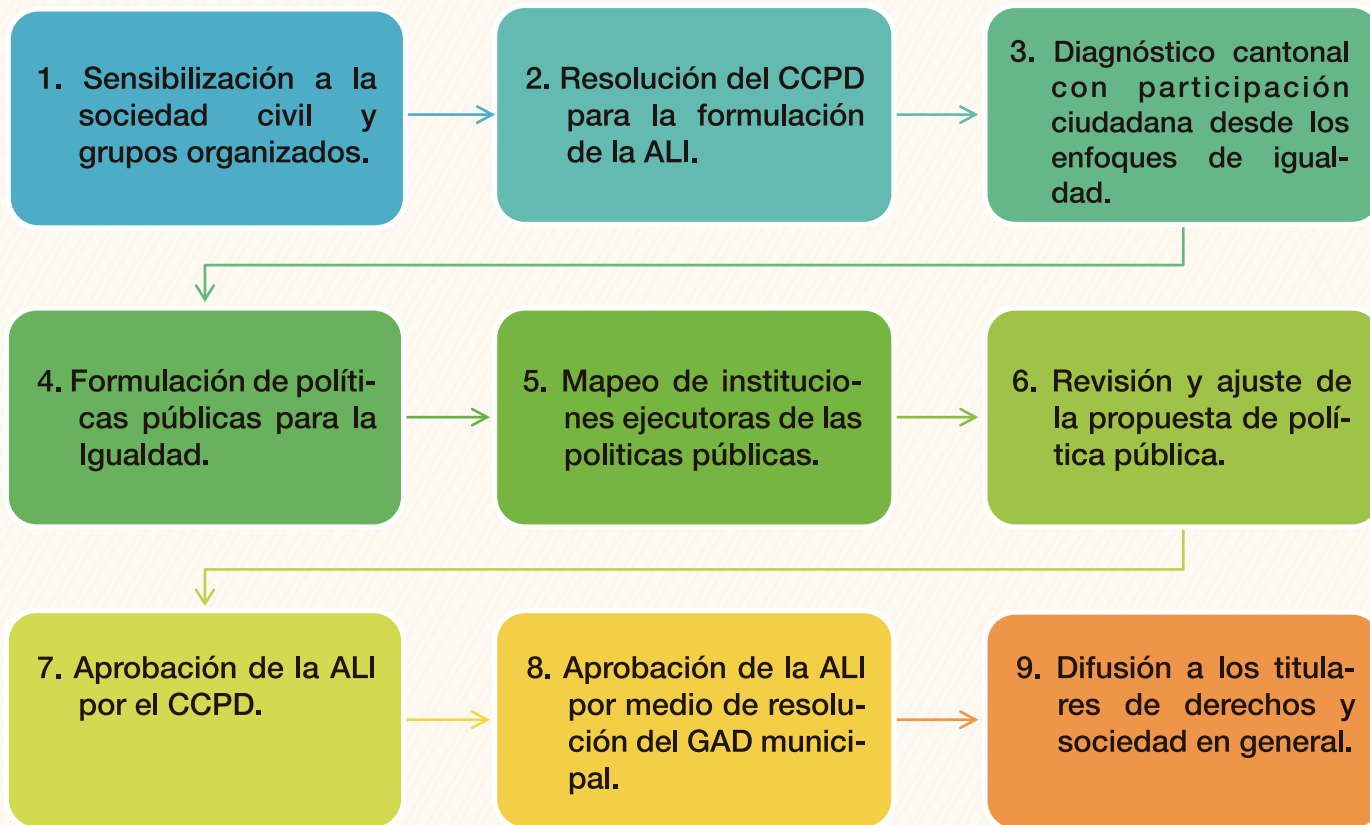 1. Sensibilización a la
sociedad civil y
grupos organizados.
2. Resolución del CCPD
para la formulación
de la ALI.
3. Diagnóstico cantonal
con participación
ciudadana desde los
enfoques de igual-
dad.
4. Formulación de políti-
cas públicas para la
Igualdad.
5. Mapeo de institucio-
nes ejecutoras de las
politicas públicas.
6. Revisión y ajuste de
la propuesta de polí-
tica pública.
7. Aprobación de la ALI
por el CCPD.
8. Aprobación de la ALI
por medio de resolu-
ción del GAD munici-
pal.
9. Difusión a los titula-
res de derechos y
sociedad en general.